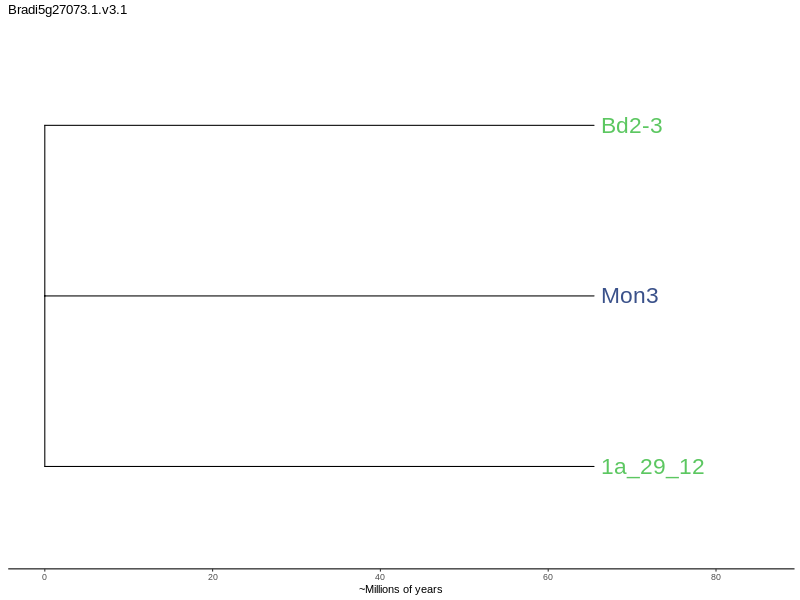 Bradi5g27073.1.v3.1
Bd2-3
Mon3
1a_29_12
0 20 40 60 80
~Millions of years